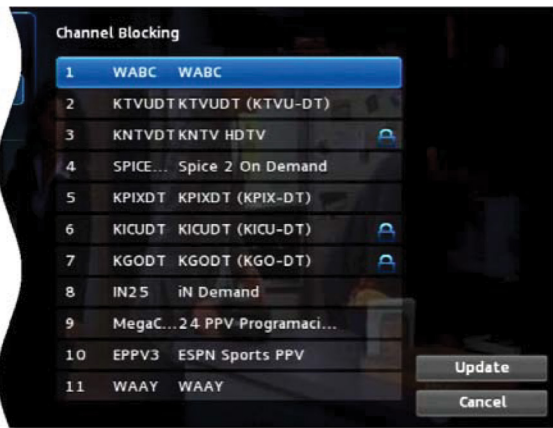 Channel Blocking
1 WABC WABC
2 KTVUDT KTVUDT (KTVU-DT)
3 KNTVDT KNTV HDTV
4 SPICE... Spice 2 On Demand
5 KPIXDT KPIXDT (KPIX-DT)
6 KICUDT KICUDT (KICU-DT)
7 KGODT KGODT (KGO-DT)
8 IN25 iN Demand
9 MegaC... 24 PPV Programaci...
10 EPPV3 ESPN Sports PPV
11 WAAY WAAY
Update
Cancel